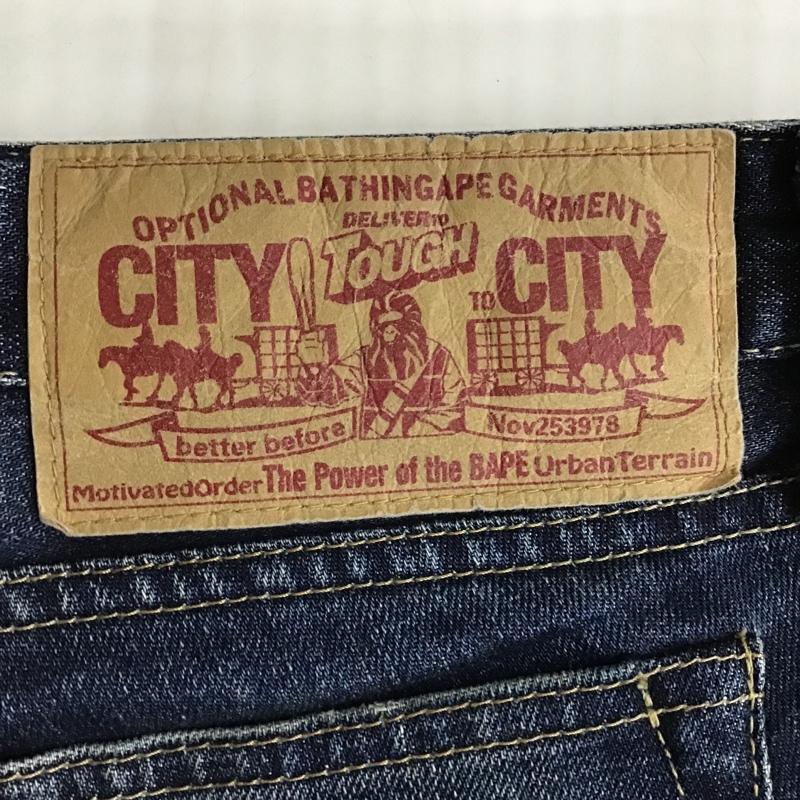 OPTIONAL BATHINGAPE GARMENTS
DELIVER TO
CITY TOUGH TO CITY
better before
Nov253978
MotivatedOrder The Power of the BAPE UrbanTerrain